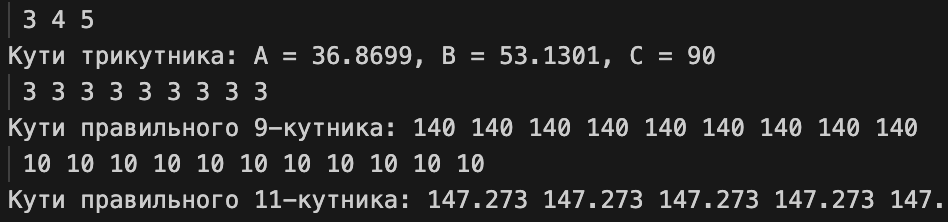 3 4 5
Кути трикутника: A = 36.8699, B = 53.1301, C = 90
3 3 3 3 3 3 3 3 3
Кути правильного 9-кутника: 140 140 140 140 140 140 140 140 140
10 10 10 10 10 10 10 10 10 10 10
Кути правильного 11-кутника: 147.273 147.273 147.273 147.273 147.